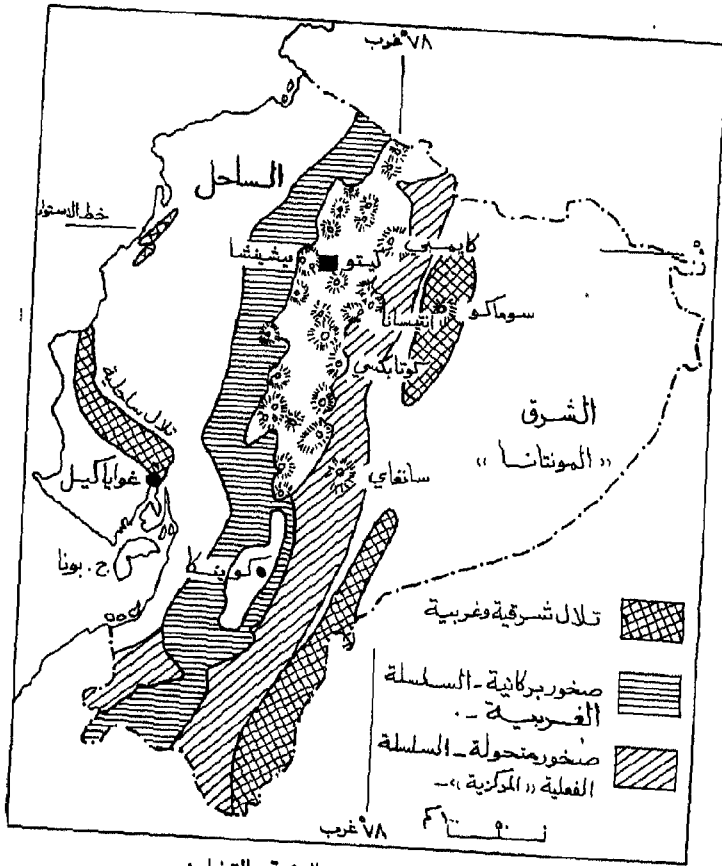 ٧٨° غرب
الساحل
خط الاستواء
كايمبي
بيشينشا
كيتو
سوماكو
انتيسانا
كوتابكسي
الشرق
«المونتانا»
تلال ساحلية
غواياكيل
سانغاي
ج. بونا
كوينكا
تلال شرقية وغربية
صخور بركانية - السلسلة
الغربية -
صخور متحولة - السلسلة
الفعلية «المركزية» -
كم
٧٨° غرب